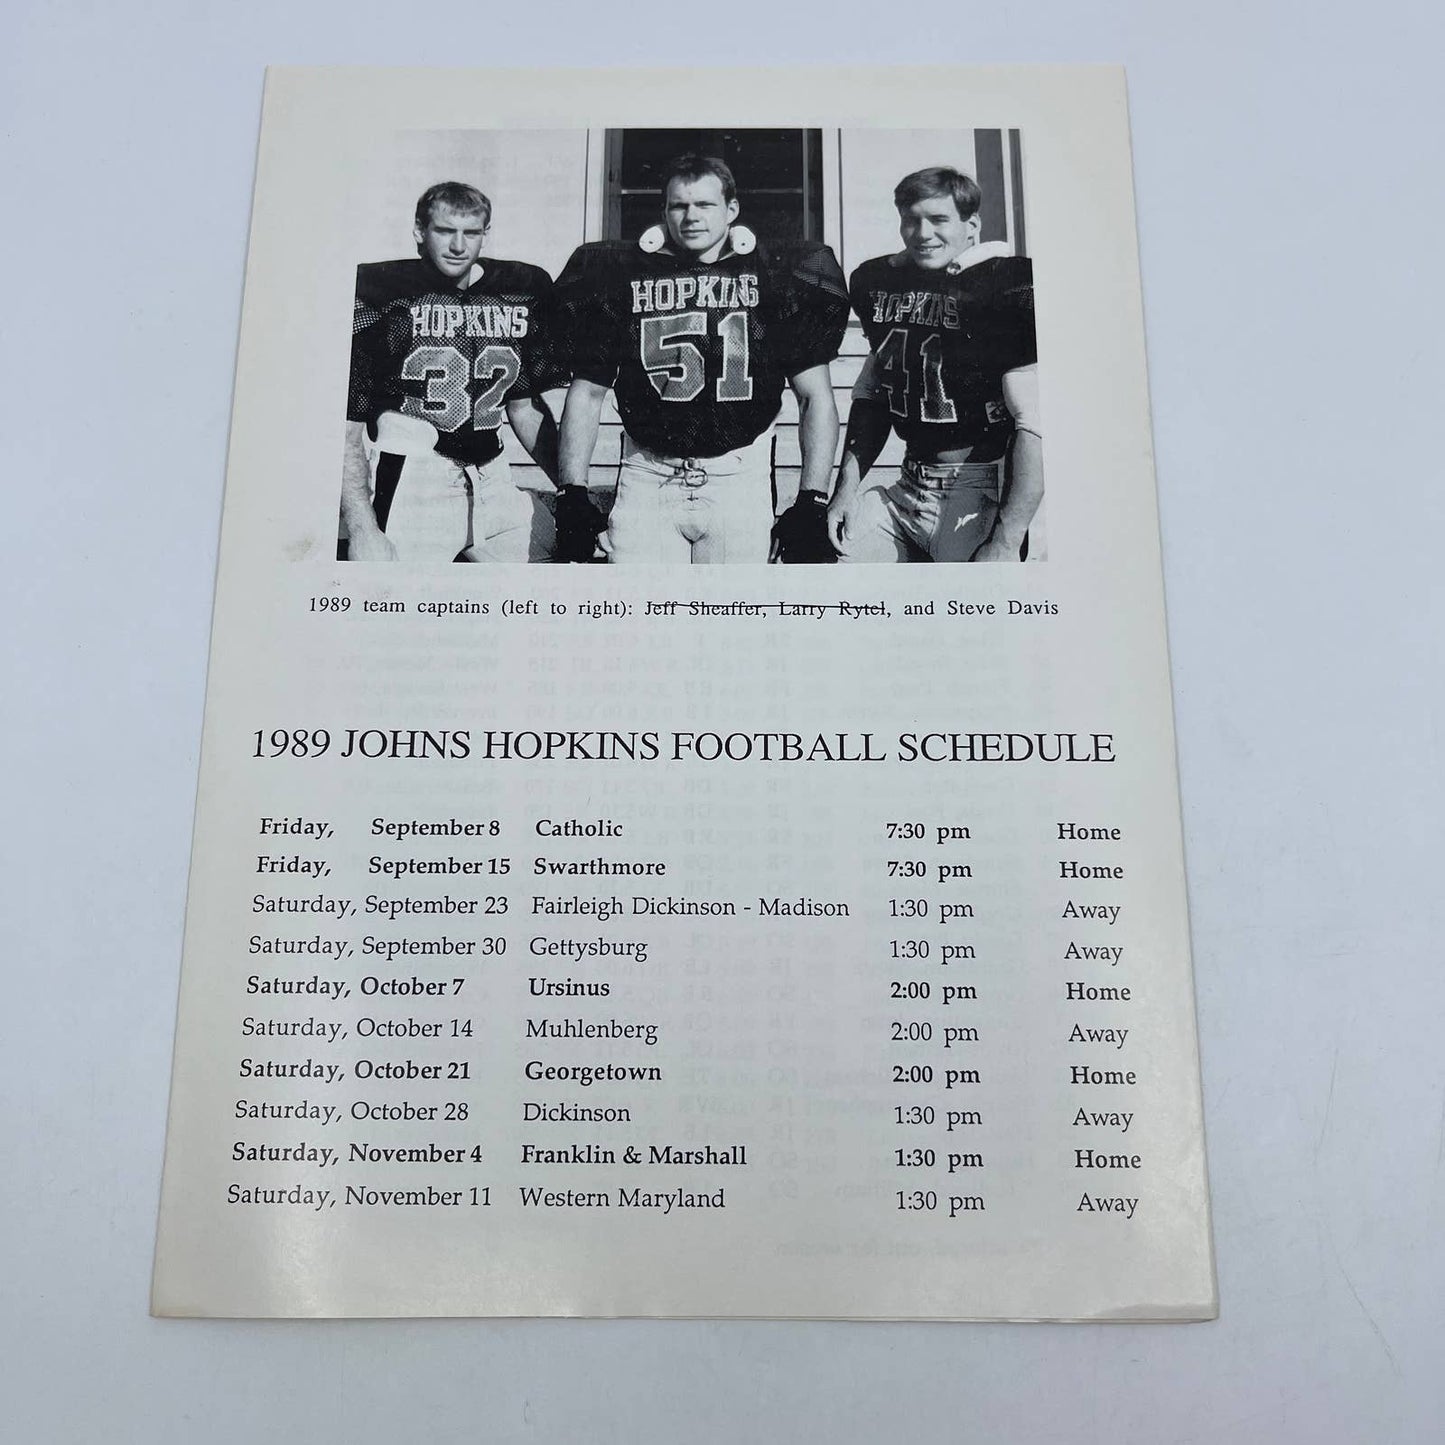 HOPKINS
32
HOPKINS
51
HOPKINS
41
1989 team captains (left to right): Jeff Sheaffer, Larry Rytel, and Steve Davis
1989 JOHNS HOPKINS FOOTBALL SCHEDULE
Friday, September 8 Catholic 7:30 pm Home
Friday, September 15 Swarthmore 7:30 pm Home
Saturday, September 23 Fairleigh Dickinson - Madison 1:30 pm Away
Saturday, September 30 Gettysburg 1:30 pm Away
Saturday, October 7 Ursinus 2:00 pm Home
Saturday, October 14 Muhlenberg 2:00 pm Away
Saturday, October 21 Georgetown 2:00 pm Home
Saturday, October 28 Dickinson 1:30 pm Away
Saturday, November 4 Franklin & Marshall 1:30 pm Home
Saturday, November 11 Western Maryland 1:30 pm Away